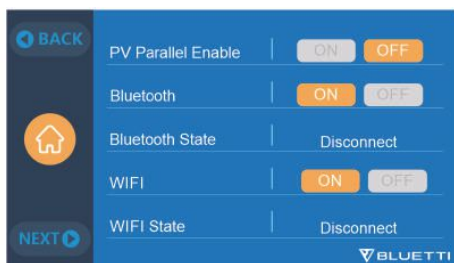 BACK
PV Parallel Enable ON OFF
Bluetooth ON OFF
Bluetooth State Disconnect
WIFI ON OFF
WIFI State Disconnect
NEXT
BLUETTI